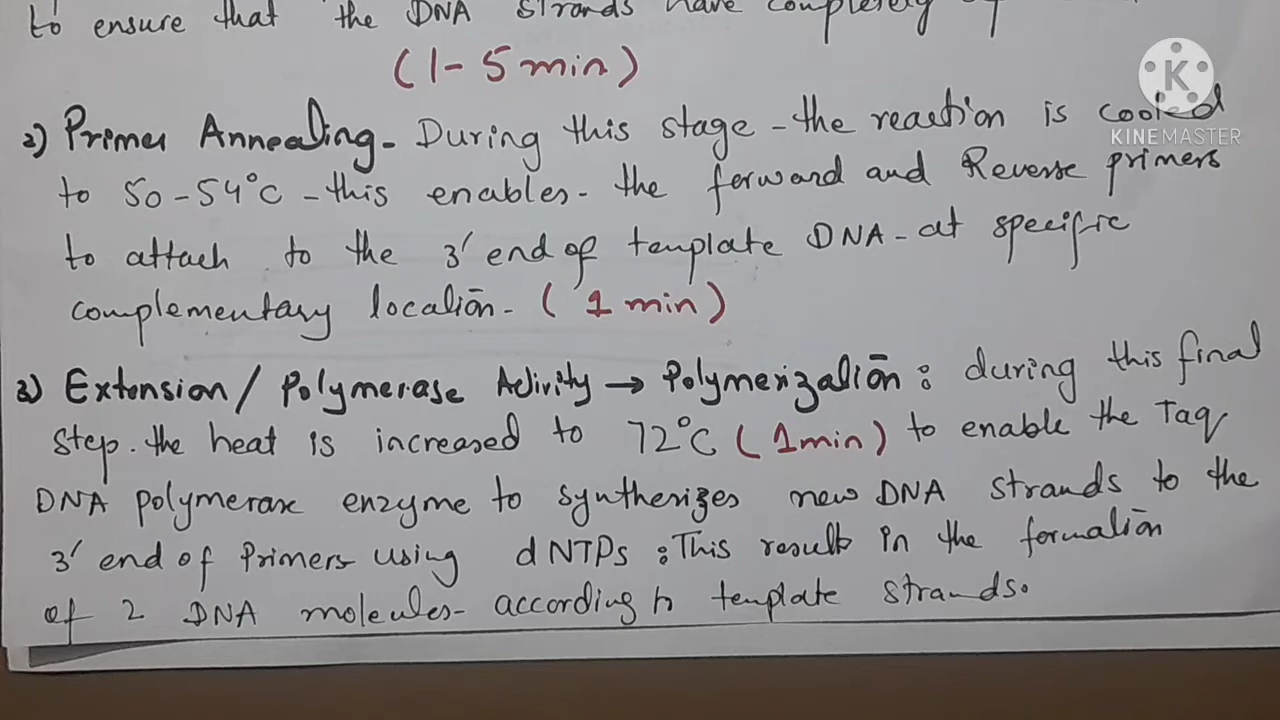 to ensure that the DNA strands have completely
(1-5 min)
2) Primer Annealing- During this stage - the reaction is cooled
to 50-54°C - this enables - the forward and Reverse primers
to attach to the 3' end of template DNA - at specific
complementary location. (1 min)
3) Extension / Polymerase Activity → Polymerization : during this final
step. the heat is increased to 72°C (1min) to enable the Taq
DNA polymerase enzyme to synthesizes new DNA strands to the
3' end of Primers using dNTPs : This results in the formation
of 2 DNA molecules - according to template strands.
K
KINEMASTER